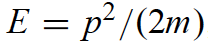 E = p²/(2m)